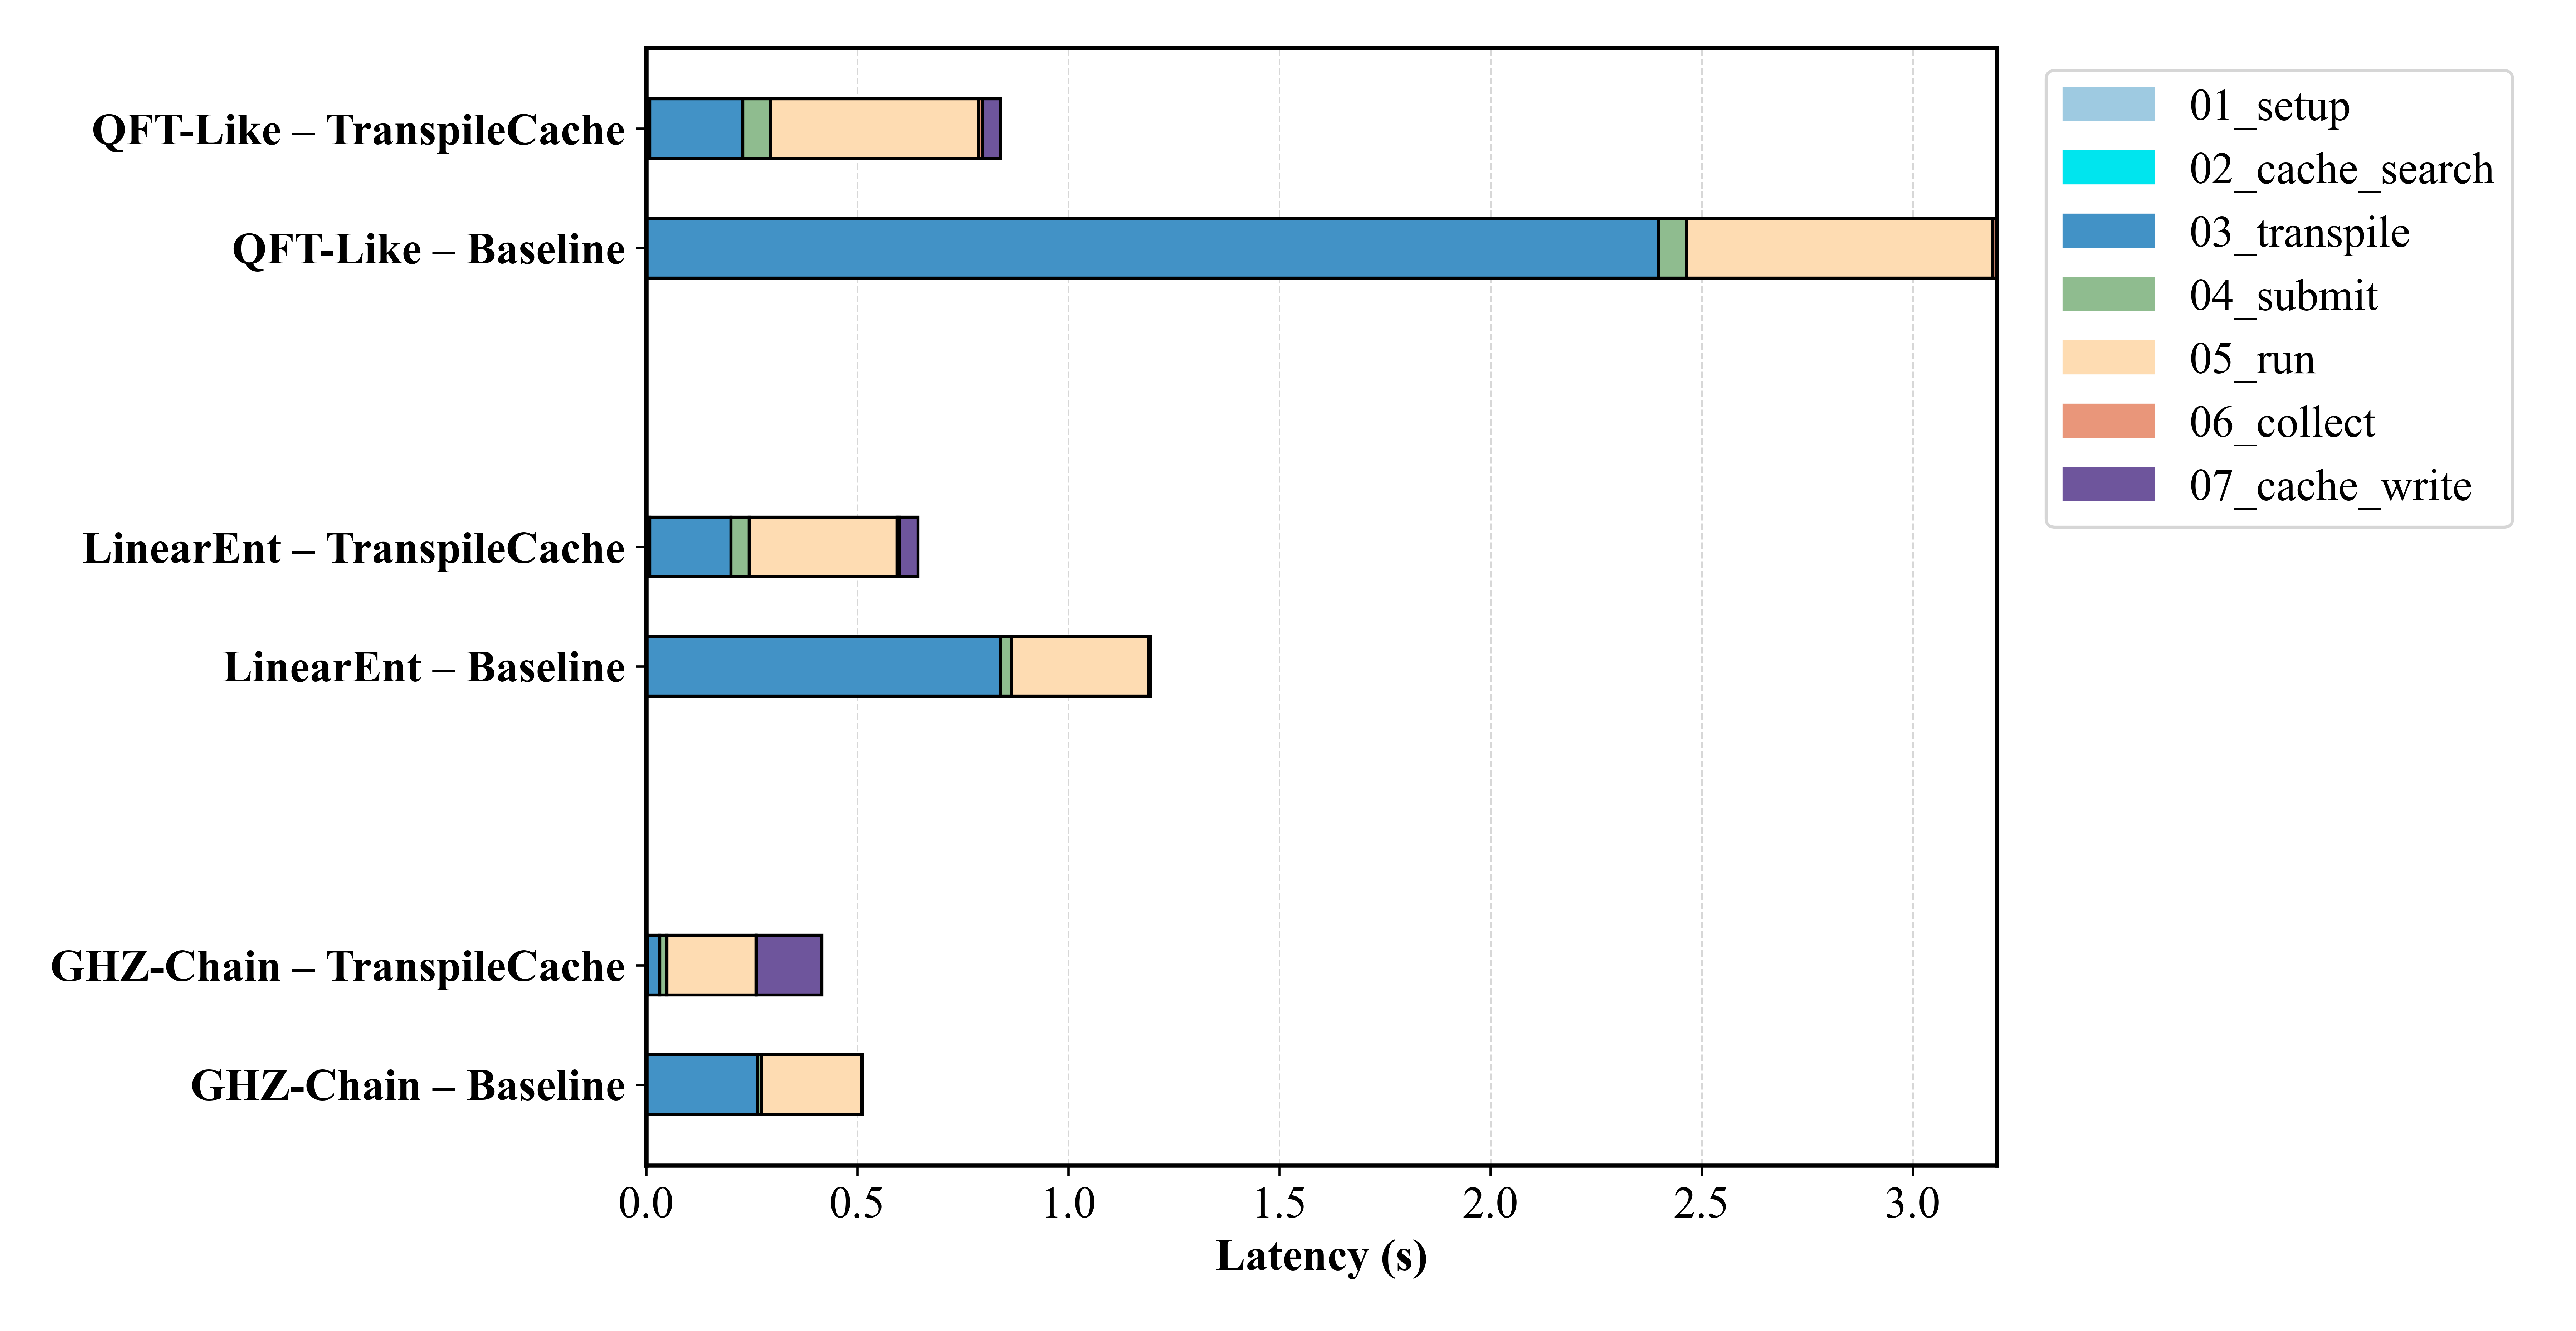 QFT-Like – TranspileCache
QFT-Like – Baseline
LinearEnt – TranspileCache
LinearEnt – Baseline
GHZ-Chain – TranspileCache
GHZ-Chain – Baseline
0.0 0.5 1.0 1.5 2.0 2.5 3.0
Latency (s)
01_setup
02_cache_search
03_transpile
04_submit
05_run
06_collect
07_cache_write